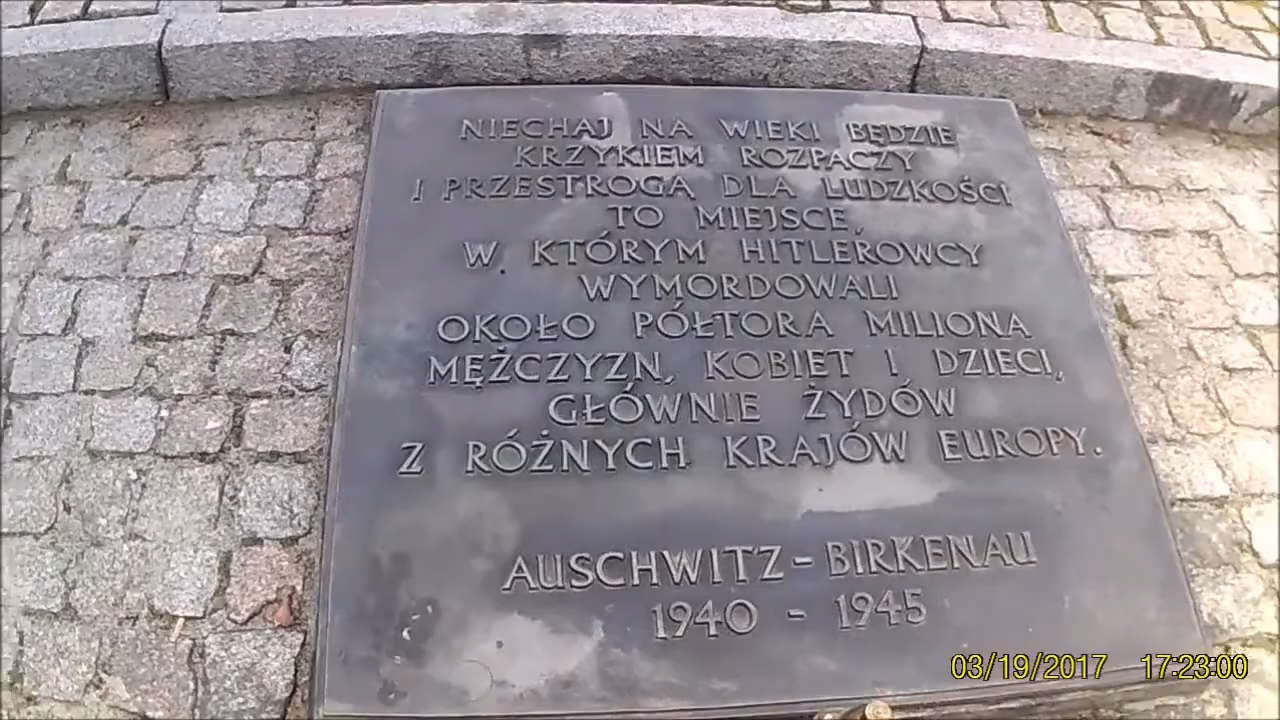 NIECHAJ NA WIEKI BĘDZIE
KRZYKIEM ROZPACZY
I PRZESTROGĄ DLA LUDZKOŚCI
TO MIEJSCE,
W KTÓRYM HITLEROWCY
WYMORDOWALI
OKOŁO PÓŁTORA MILIONA
MĘŻCZYZN, KOBIET I DZIECI,
GŁÓWNIE ŻYDÓW
Z RÓŻNYCH KRAJÓW EUROPY.
AUSCHWITZ - BIRKENAU
1940 - 1945
03/19/2017 17:23:00